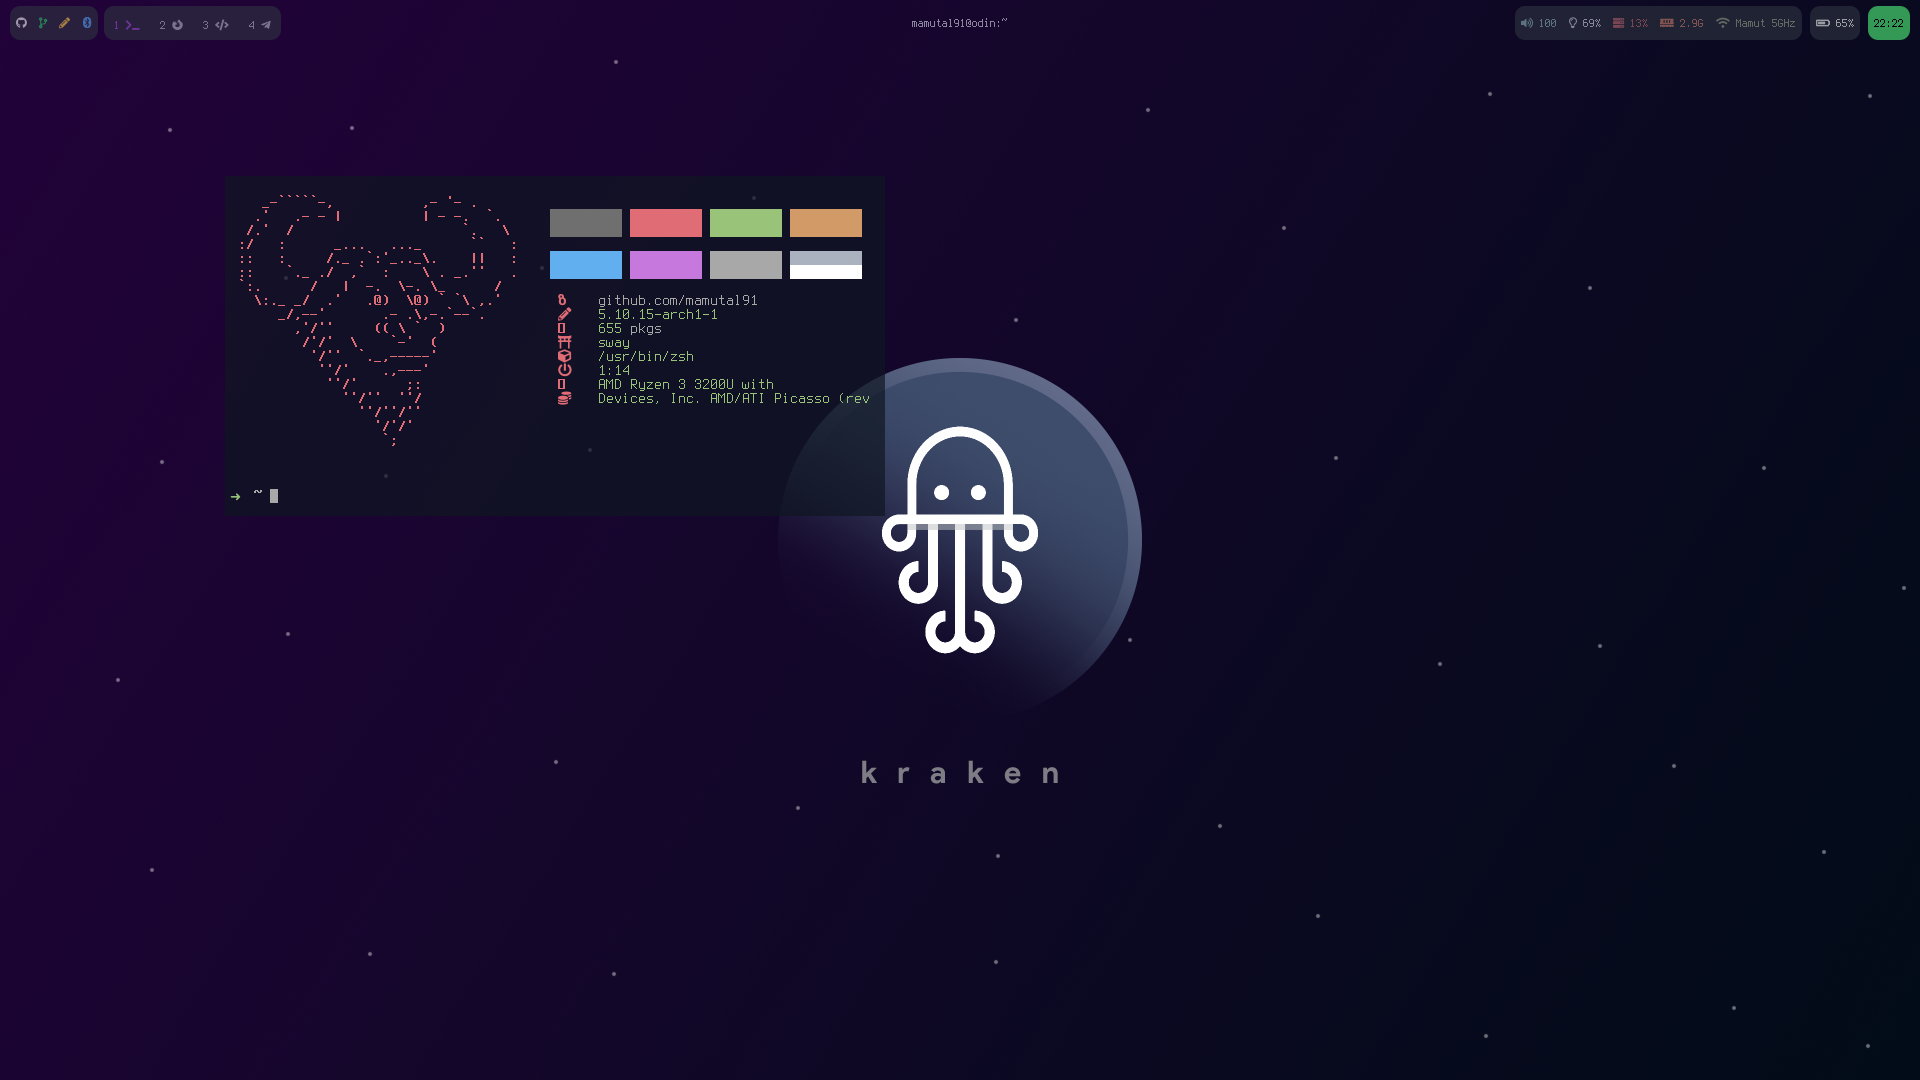 1 2 3 4
mamutal91@odin:~
100 69% 13% 2.9G Mamut 5GHz 65% 22:22
github.com/mamutal91
5.10.15-arch1-1
655 pkgs
sway
/usr/bin/zsh
1:14
AMD Ryzen 3 3200U with
Devices, Inc. AMD/ATI Picasso (rev
➜ ~
kraken